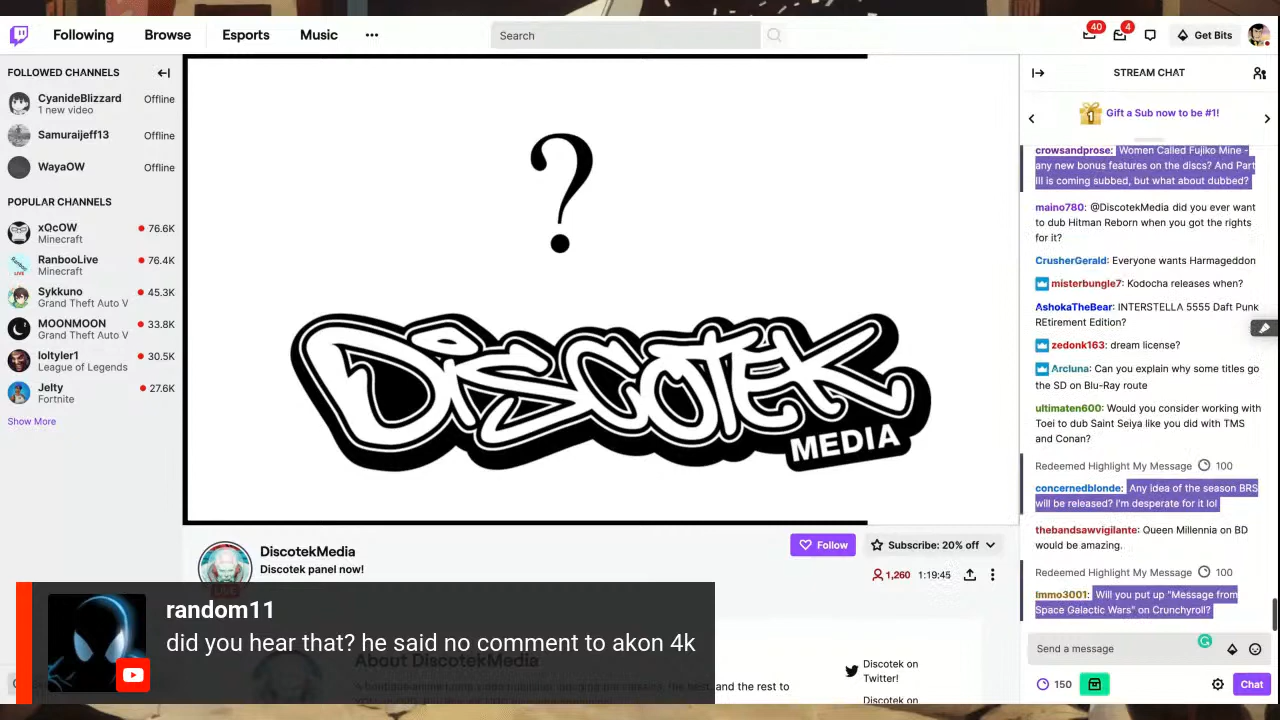 Following
Browse
Esports
Music
Search
40
4
Get Bits
FOLLOWED CHANNELS
CyanideBlizzard
Offline
1 new video
Samuraijeff13
Offline
WayaOW
Offline
POPULAR CHANNELS
xQcOW
76.6K
Minecraft
RanbooLive
76.4K
Minecraft
Sykkuno
45.3K
Grand Theft Auto V
MOONMOON
33.8K
Grand Theft Auto V
loltyler1
30.5K
League of Legends
Jelty
27.6K
Fortnite
Show More
?
DISCOTEK
MEDIA
DiscotekMedia
Discotek panel now!
Follow
Subscribe: 20% off
1,260
1:19:45
random11
did you hear that? he said no comment to akon 4k
About DiscotekMedia
and the rest to
Discotek on
Twitter!
Discotek on
STREAM CHAT
1
Gift a Sub now to be #1!
crowsandprose: Women Called Fujiko Mine -
any new bonus features on the discs? And Part
III is coming subbed, but what about dubbed?
maino780: @DiscotekMedia did you ever want
to dub Hitman Reborn when you got the rights
for it?
CrusherGerald: Everyone wants Harmageddon
misterbungle7: Kodocha releases when?
AshokaTheBear: INTERSTELLA 5555 Daft Punk
REtirement Edition?
zedonk163: dream license?
Arcluna: Can you explain why some titles go
the SD on Blu-Ray route
ultimaten600: Would you consider working with
Toei to dub Saint Seiya like you did with TMS
and Conan?
Redeemed Highlight My Message 100
concernedblonde: Any idea of the season BRS
will be released? I'm desperate for it lol
thebandsawvigilante: Queen Millennia on BD
would be amazing.
Redeemed Highlight My Message 100
Immo3001: Will you put up "Message from
Space Galactic Wars" on Crunchyroll?
Send a message
150
Chat